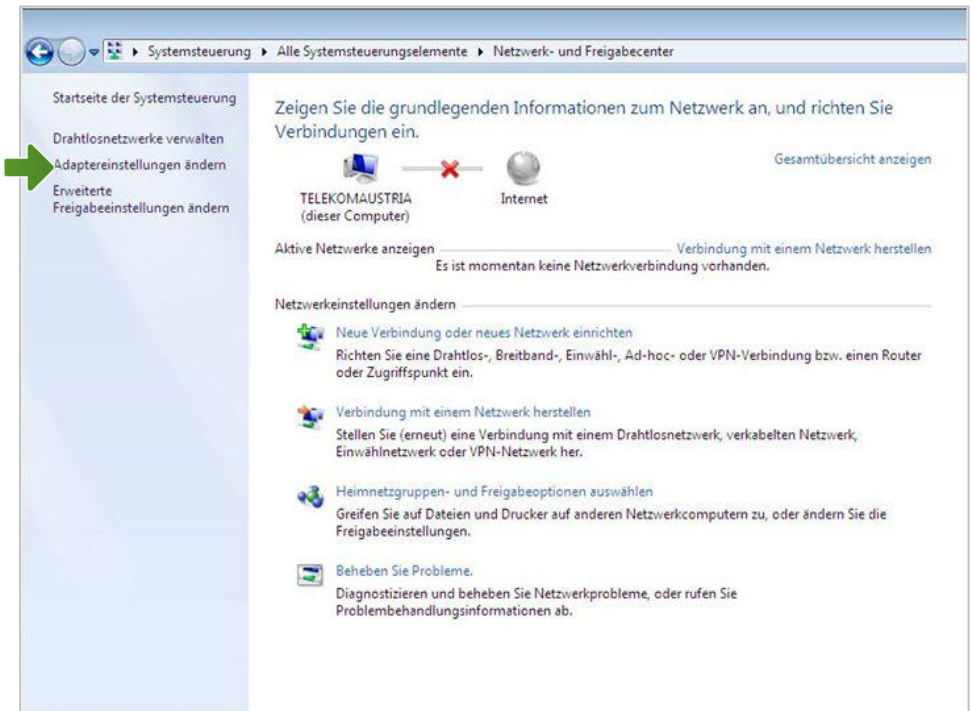 Systemsteuerung ▸ Alle Systemsteuerungselemente ▸ Netzwerk- und Freigabecenter
Startseite der Systemsteuerung
Drahtlosnetzwerke verwalten
Adaptereinstellungen ändern
Erweiterte
Freigabeeinstellungen ändern
Zeigen Sie die grundlegenden Informationen zum Netzwerk an, und richten Sie
Verbindungen ein.
Gesamtübersicht anzeigen
TELEKOMAUSTRIA
(dieser Computer)
Internet
Aktive Netzwerke anzeigen
Verbindung mit einem Netzwerk herstellen
Es ist momentan keine Netzwerkverbindung vorhanden.
Netzwerkeinstellungen ändern
Neue Verbindung oder neues Netzwerk einrichten
Richten Sie eine Drahtlos-, Breitband-, Einwähl-, Ad-hoc- oder VPN-Verbindung bzw. einen Router
oder Zugriffspunkt ein.
Verbindung mit einem Netzwerk herstellen
Stellen Sie (erneut) eine Verbindung mit einem Drahtlosnetzwerk, verkabelten Netzwerk,
Einwählnetzwerk oder VPN-Netzwerk her.
Heimnetzgruppen- und Freigabeoptionen auswählen
Greifen Sie auf Dateien und Drucker auf anderen Netzwerkcomputern zu, oder ändern Sie die
Freigabeeinstellungen.
Beheben Sie Probleme.
Diagnostizieren und beheben Sie Netzwerkprobleme, oder rufen Sie
Problembehandlungsinformationen ab.